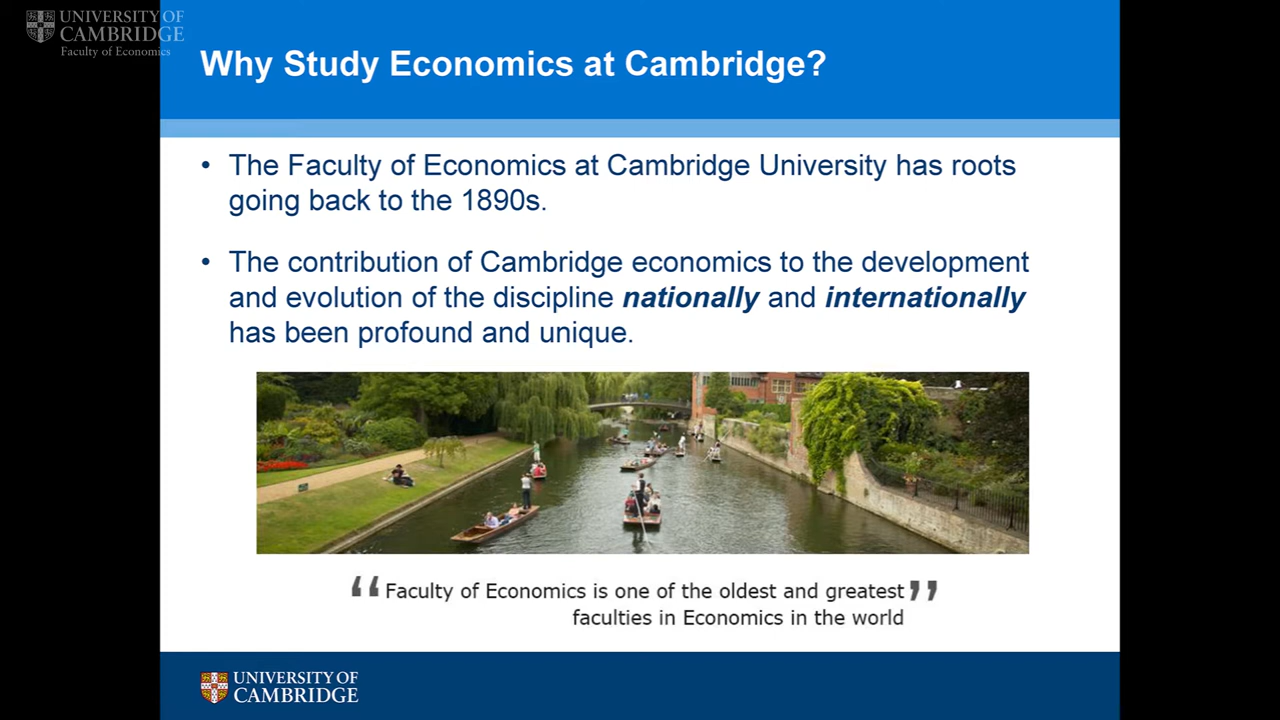 UNIVERSITY OF
CAMBRIDGE
Faculty of Economics
Why Study Economics at Cambridge?
• The Faculty of Economics at Cambridge University has roots
going back to the 1890s.
• The contribution of Cambridge economics to the development
and evolution of the discipline nationally and internationally
has been profound and unique.
“Faculty of Economics is one of the oldest and greatest”
faculties in Economics in the world
UNIVERSITY OF
CAMBRIDGE